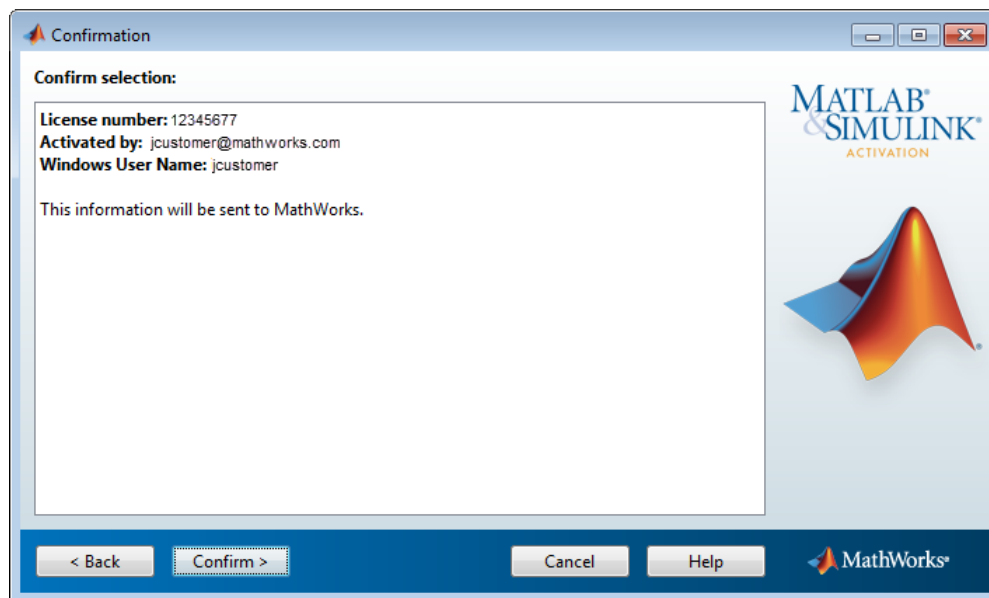 Confirmation
Confirm selection:
License number: 12345677
Activated by: jcustomer@mathworks.com
Windows User Name: jcustomer
This information will be sent to MathWorks.
MATLAB®
&SIMULINK®
ACTIVATION
< Back
Confirm >
Cancel
Help
MathWorks®